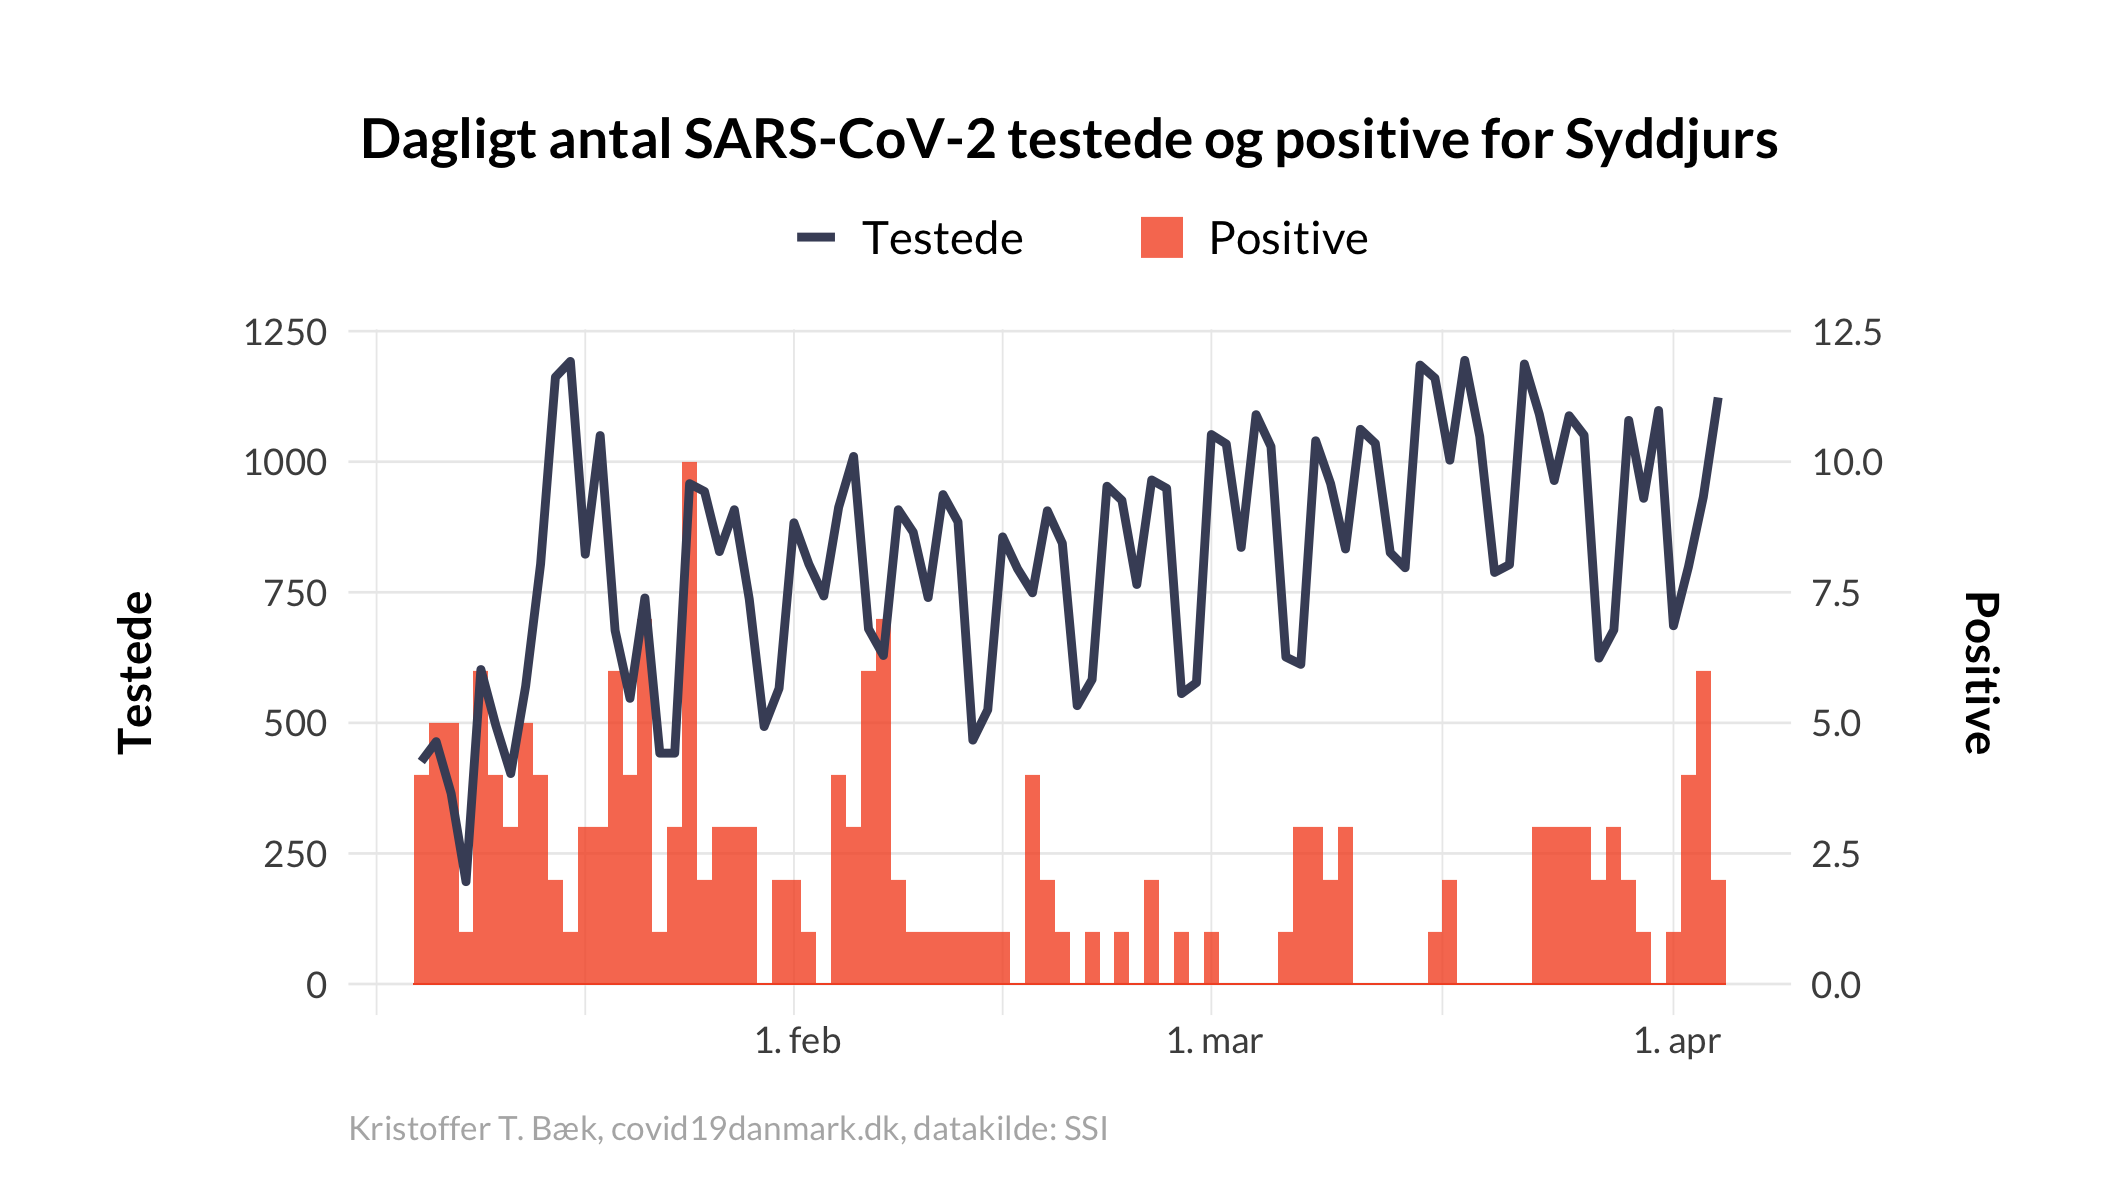 Dagligt antal SARS-CoV-2 testede og positive for Syddjurs
Testede
Positive
1250
1000
750
500
250
0
12.5
10.0
7.5
5.0
2.5
0.0
Testede
Positive
1. feb
1. mar
1. apr
Kristoffer T. Bæk, covid19danmark.dk, datakilde: SSI